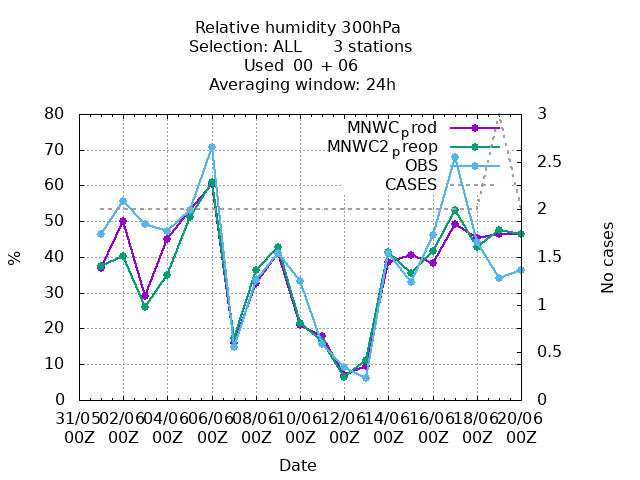 Relative humidity 300hPa
Selection: ALL 3 stations
Used 00 + 06
Averaging window: 24h
MNWCprod
MNWC2preop
OBS
CASES
80
70
60
50
40
30
20
10
0
%
3
2.5
2
1.5
1
0.5
0
No cases
31/05 02/06 04/06 06/06 08/06 10/06 12/06 14/06 16/06 18/06 20/06
00Z 00Z 00Z 00Z 00Z 00Z 00Z 00Z 00Z 00Z 00Z
Date